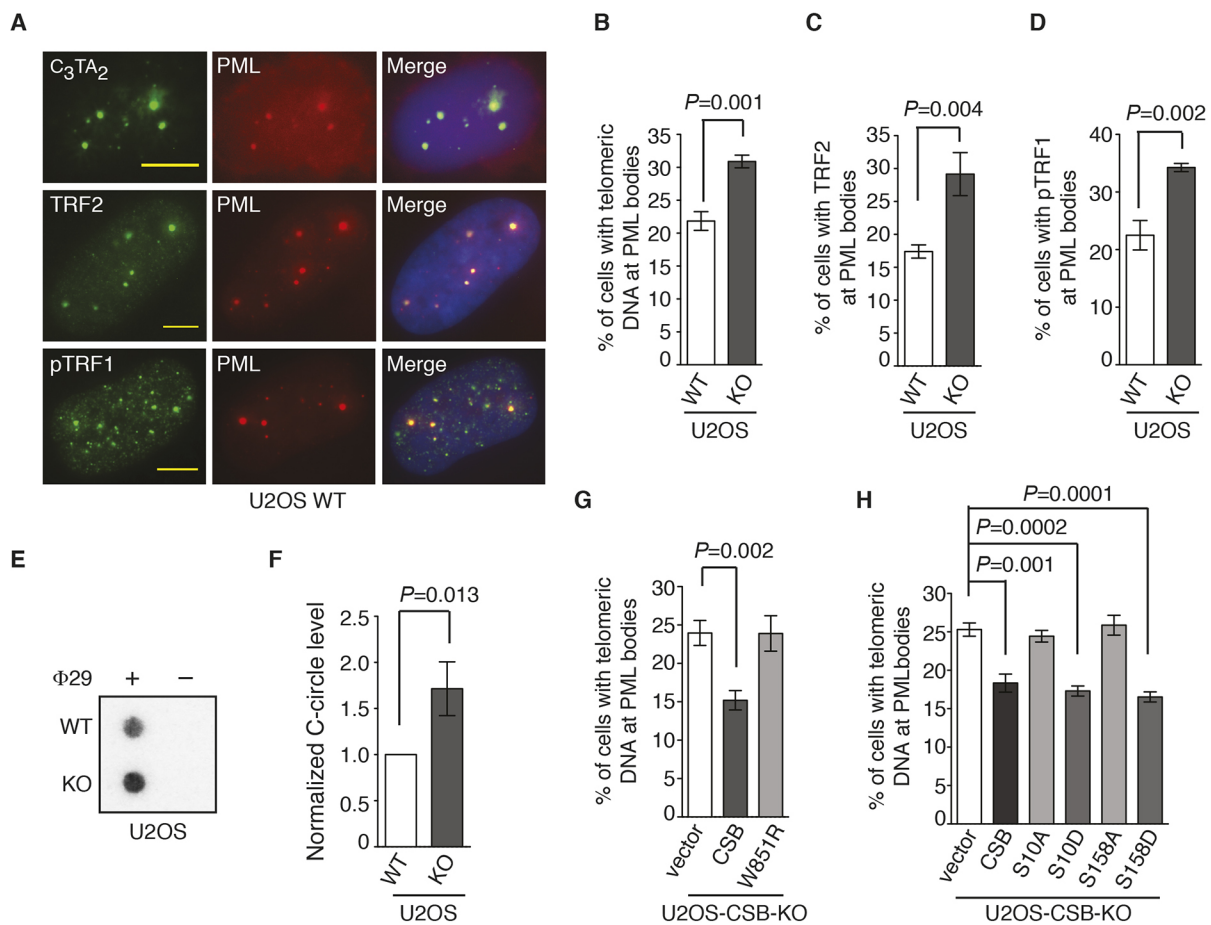 A
C3TA2
PML
Merge
TRF2
PML
Merge
pTRF1
PML
Merge
U2OS WT
B
P=0.001
% of cells with telomeric
DNA at PML bodies
35
30
25
20
15
10
5
0
WT
KO
U2OS
C
P=0.004
% of cells with TRF2
at PML bodies
35
30
25
20
15
10
5
0
WT
KO
U2OS
D
P=0.002
% of cells with pTRF1
at PML bodies
40
30
20
10
0
WT
KO
U2OS
E
Φ29 + −
WT
KO
U2OS
F
P=0.013
Normalized C-circle level
2.5
2.0
1.5
1.0
0.5
0
WT
KO
U2OS
G
P=0.002
% of cells with telomeric
DNA at PML bodies
30
25
20
15
10
5
0
vector
CSB
W851R
U2OS-CSB-KO
H
P=0.0001
P=0.0002
P=0.001
% of cells with telomeric
DNA at PMLbodies
30
25
20
15
10
5
0
vector
CSB
S10A
S10D
S158A
S158D
U2OS-CSB-KO